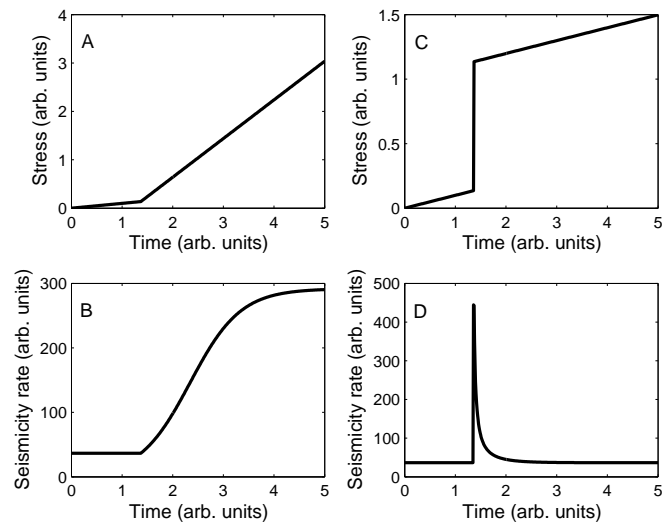 A
Stress (arb. units)
4
3
2
1
0
0 1 2 3 4 5
Time (arb. units)
C
Stress (arb. units)
1.5
1
0.5
0
0 1 2 3 4 5
Time (arb. units)
B
Seismicity rate (arb. units)
300
200
100
0
0 1 2 3 4 5
Time (arb. units)
D
Seismicity rate (arb. units)
500
400
300
200
100
0
0 1 2 3 4 5
Time (arb. units)